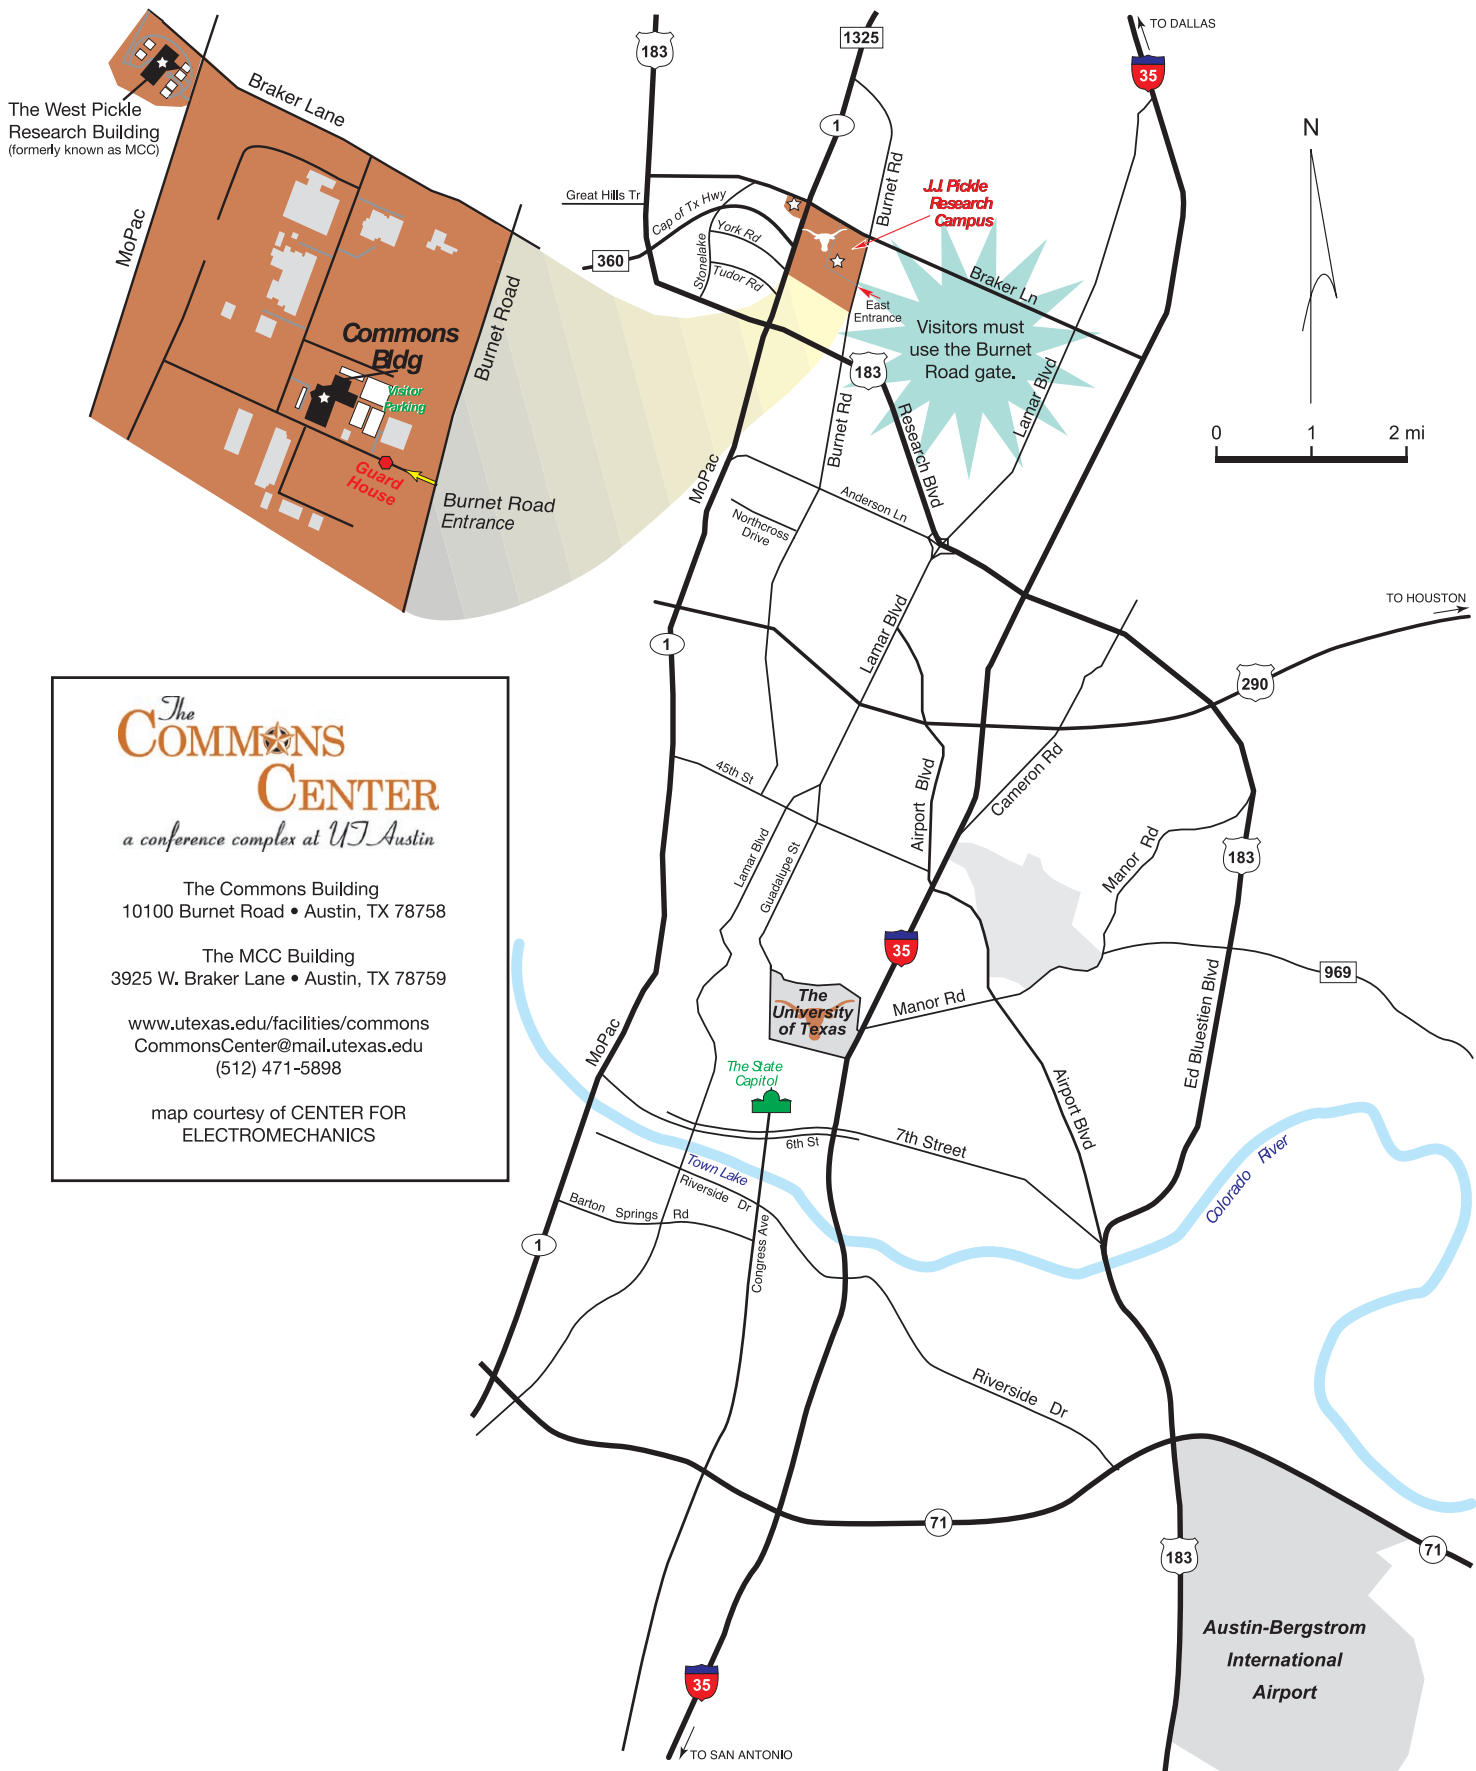 TO DALLAS
183
1325
35
Braker Lane
The West Pickle
Research Building
(formerly known as MCC)
1
N
Burnet Rd
Great Hills Tr
Cap of Tx Hwy
J.J. Pickle
Research
Campus
MoPac
York Rd
360
Stonelake
Tudor Rd
Braker Ln
East
Entrance
Burnet Road
Visitors must
use the Burnet
Road gate.
Commons
Bldg
183
Visitor
Parking
Lamar Blvd
Burnet Rd
Research Blvd
0 1 2 mi
Guard
House
MoPac
Anderson Ln
Burnet Road
Entrance
Northcross
Drive
TO HOUSTON
Lamar Blvd
1
290
The
COMMONS
CENTER
a conference complex at UT Austin
45th St
Airport Blvd
Cameron Rd
Lamar Blvd
Guadalupe St
Manor Rd
183
The Commons Building
10100 Burnet Road • Austin, TX 78758
The MCC Building
3925 W. Braker Lane • Austin, TX 78759
www.utexas.edu/facilities/commons
CommonsCenter@mail.utexas.edu
(512) 471-5898
map courtesy of CENTER FOR
ELECTROMECHANICS
35
969
The
University
of Texas
Manor Rd
Ed Bluestien Blvd
MoPac
The State
Capitol
Airport Blvd
6th St
7th Street
Town Lake
Colorado River
Riverside Dr
Barton Springs Rd
Congress Ave
1
Riverside Dr
71
183
71
Austin-Bergstrom
International
Airport
35
TO SAN ANTONIO